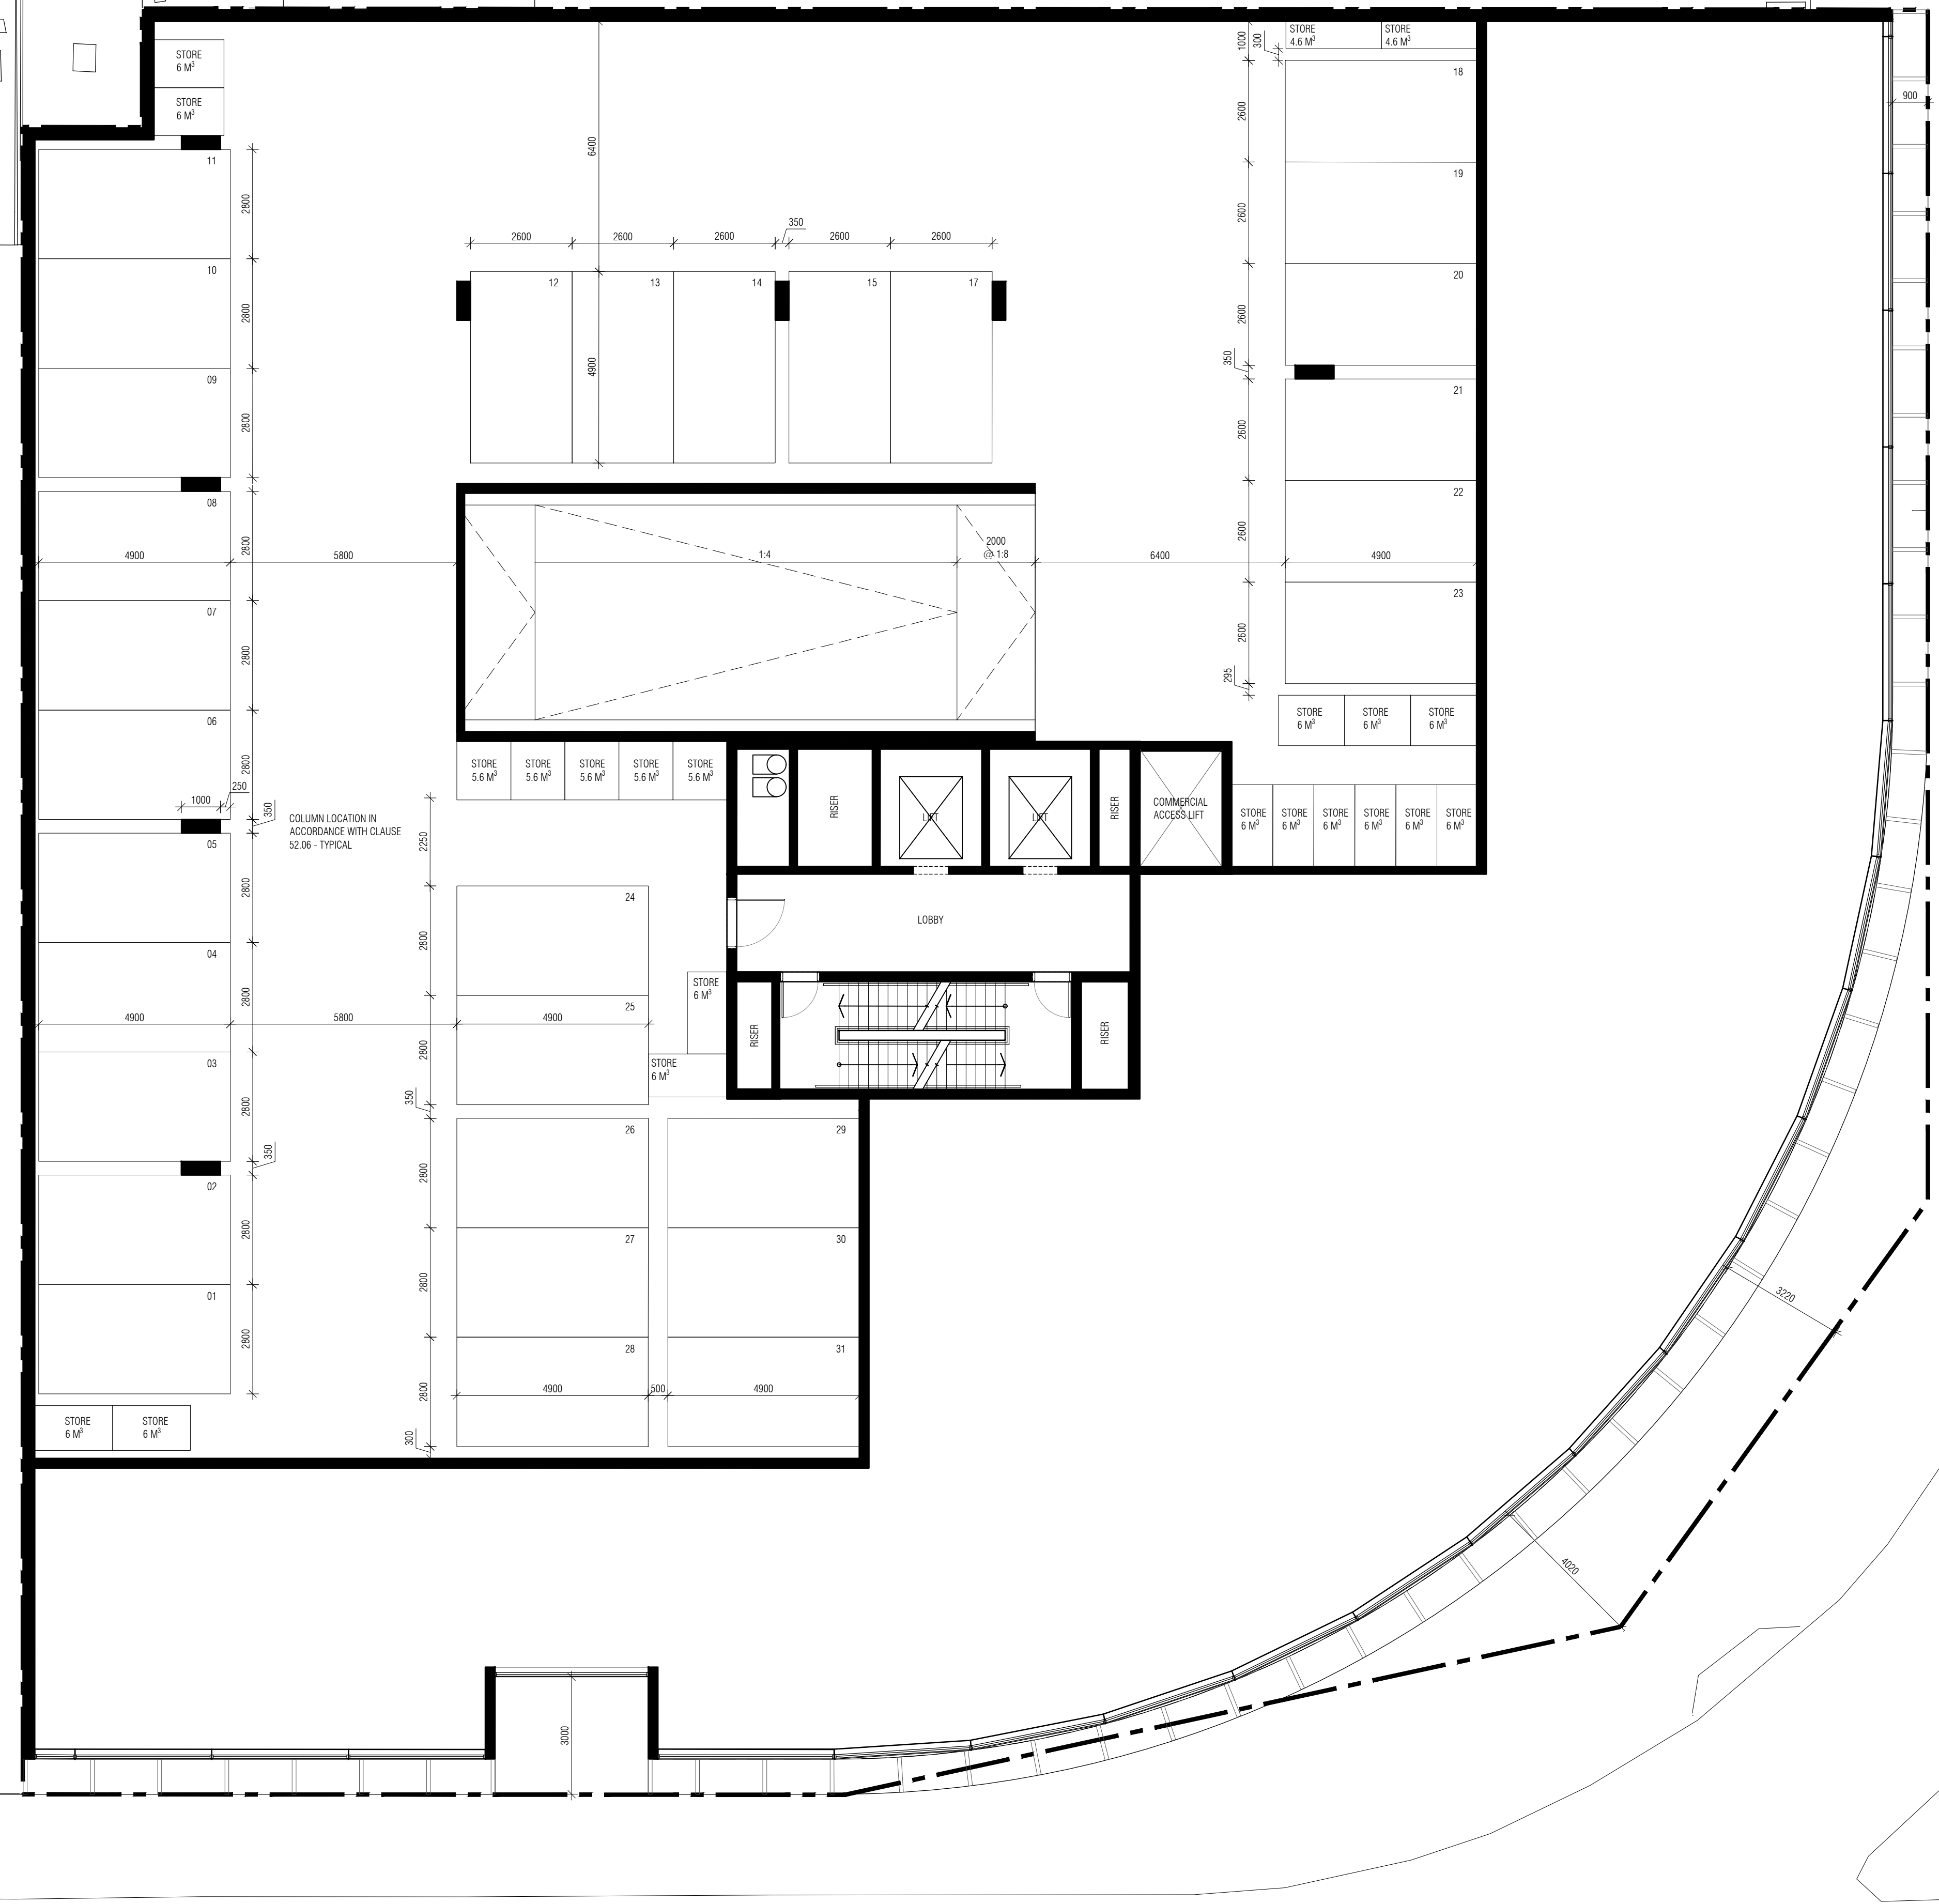 STORE
6 M³
STORE
6 M³
STORE
4.6 M³
STORE
4.6 M³
1000
300
18
2600
900
11
2800
6400
19
2600
350
2600
2600
2600
2600
2600
10
2800
12
13
14
15
17
20
2600
4900
350
09
2800
21
2600
08
2800
22
2600
4900
5800
1:4
2000
@ 1:8
6400
4900
07
2800
23
2600
295
06
2800
STORE
6 M³
STORE
6 M³
STORE
6 M³
STORE
5.6 M³
STORE
5.6 M³
STORE
5.6 M³
STORE
5.6 M³
STORE
5.6 M³
250
1000
350
COLUMN LOCATION IN
ACCORDANCE WITH CLAUSE
52.06 - TYPICAL
2250
RISER
LIFT
LIFT
RISER
COMMERCIAL
ACCESS LIFT
STORE
6 M³
STORE
6 M³
STORE
6 M³
STORE
6 M³
STORE
6 M³
STORE
6 M³
05
2800
24
2800
LOBBY
04
2800
STORE
6 M³
25
4900
5800
4900
2800
RISER
RISER
03
2800
STORE
6 M³
350
350
26
29
2800
02
2800
27
30
2800
01
2800
3220
28
31
2800
4900
500
4900
STORE
6 M³
STORE
6 M³
300
4020
3000